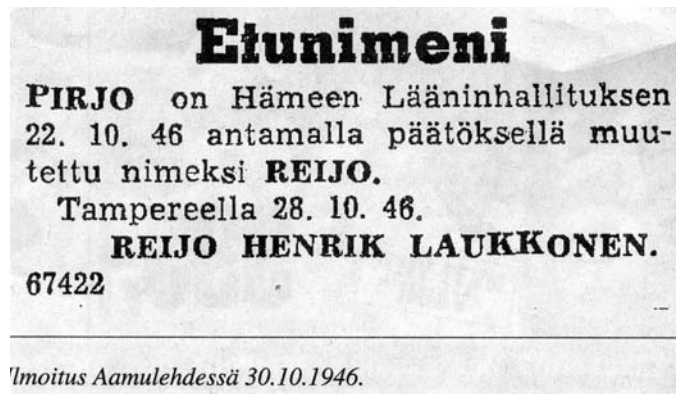 Etunimeni
PIRJO on Hämeen Lääninhallituksen
22. 10. 46 antamalla päätöksellä muu-
tettu nimeksi REIJO.
Tampereella 28. 10. 46.
REIJO HENRIK LAUKKONEN.
67422
Ilmoitus Aamulehdessä 30.10.1946.